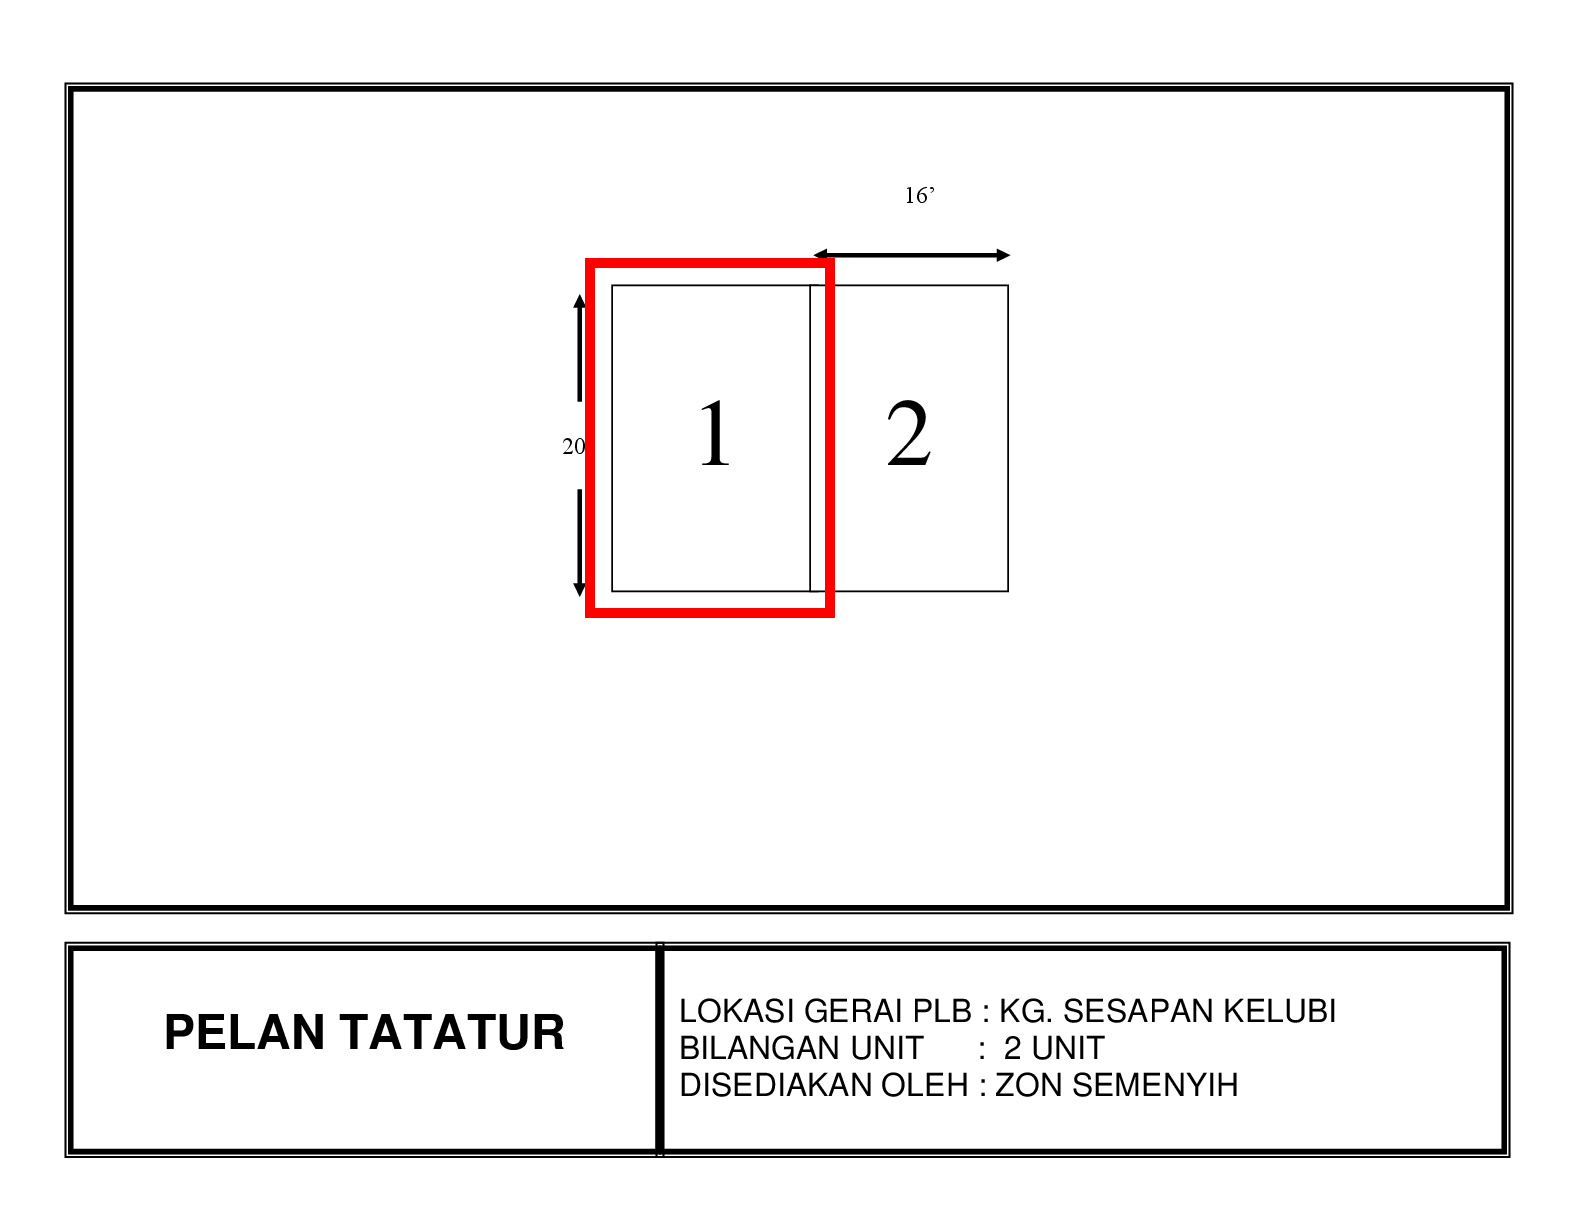 16’
1 2
20
PELAN TATATUR
LOKASI GERAI PLB : KG. SESAPAN KELUBI
BILANGAN UNIT : 2 UNIT
DISEDIAKAN OLEH : ZON SEMENYIH